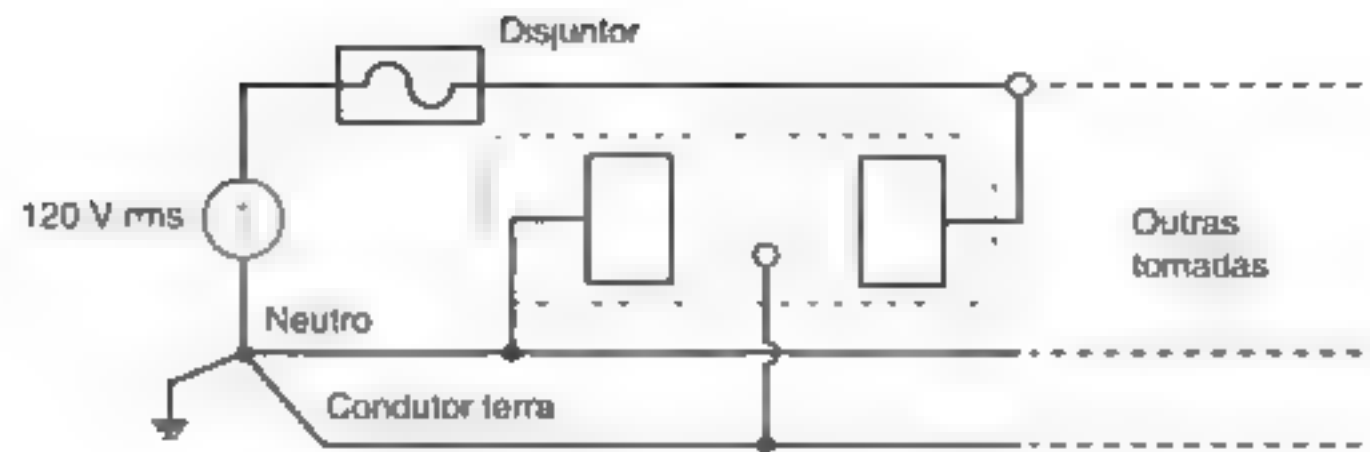 Disjuntor
120 V rms
Outras
tomadas
Neutro
Condutor terra